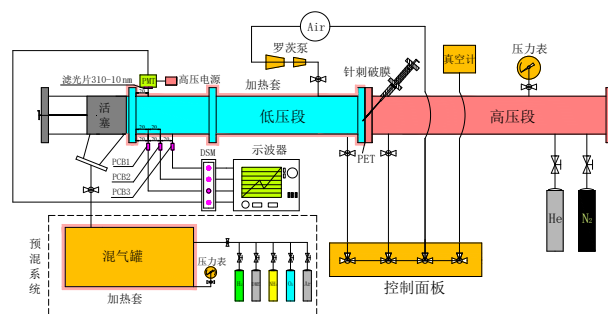 Air
罗茨泵
真空计
压力表
滤光片310-10nm
PMT
高压电源
加热套
针刺破膜
活塞
低压段
高压段
PET
PCB1
PCB2
PCB3
DSM
示波器
He
N₂
预混系统
混气罐
压力表
加热套
控制面板